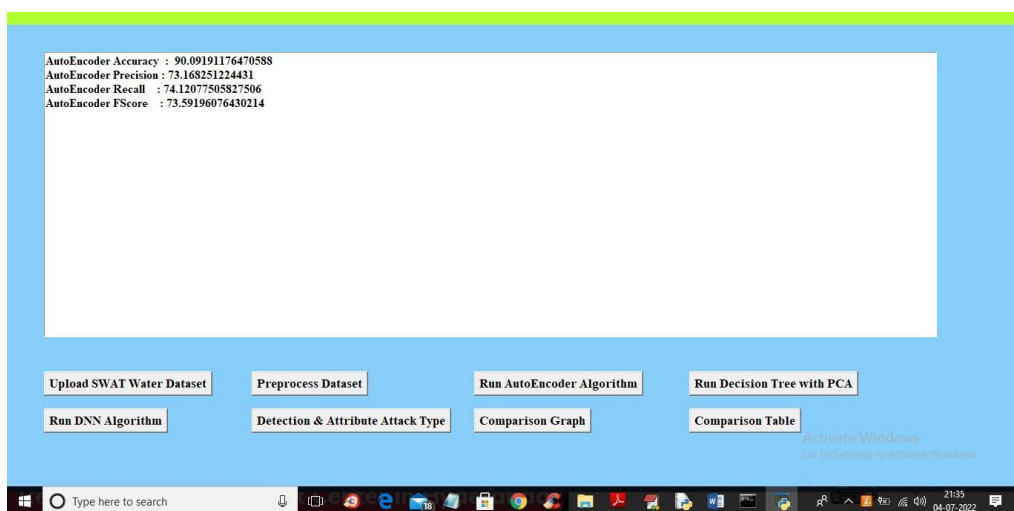 AutoEncoder Accuracy : 90.09191176470588
AutoEncoder Precision : 73.168251224431
AutoEncoder Recall : 74.12077505827506
AutoEncoder FScore : 73.59196076430214
Upload SWAT Water Dataset
Preprocess Dataset
Run AutoEncoder Algorithm
Run Decision Tree with PCA
Run DNN Algorithm
Detection & Attribute Attack Type
Comparison Graph
Comparison Table
Activate Windows
Go to Settings to activate Windows.
Type here to search
18
21:35
04-07-2022